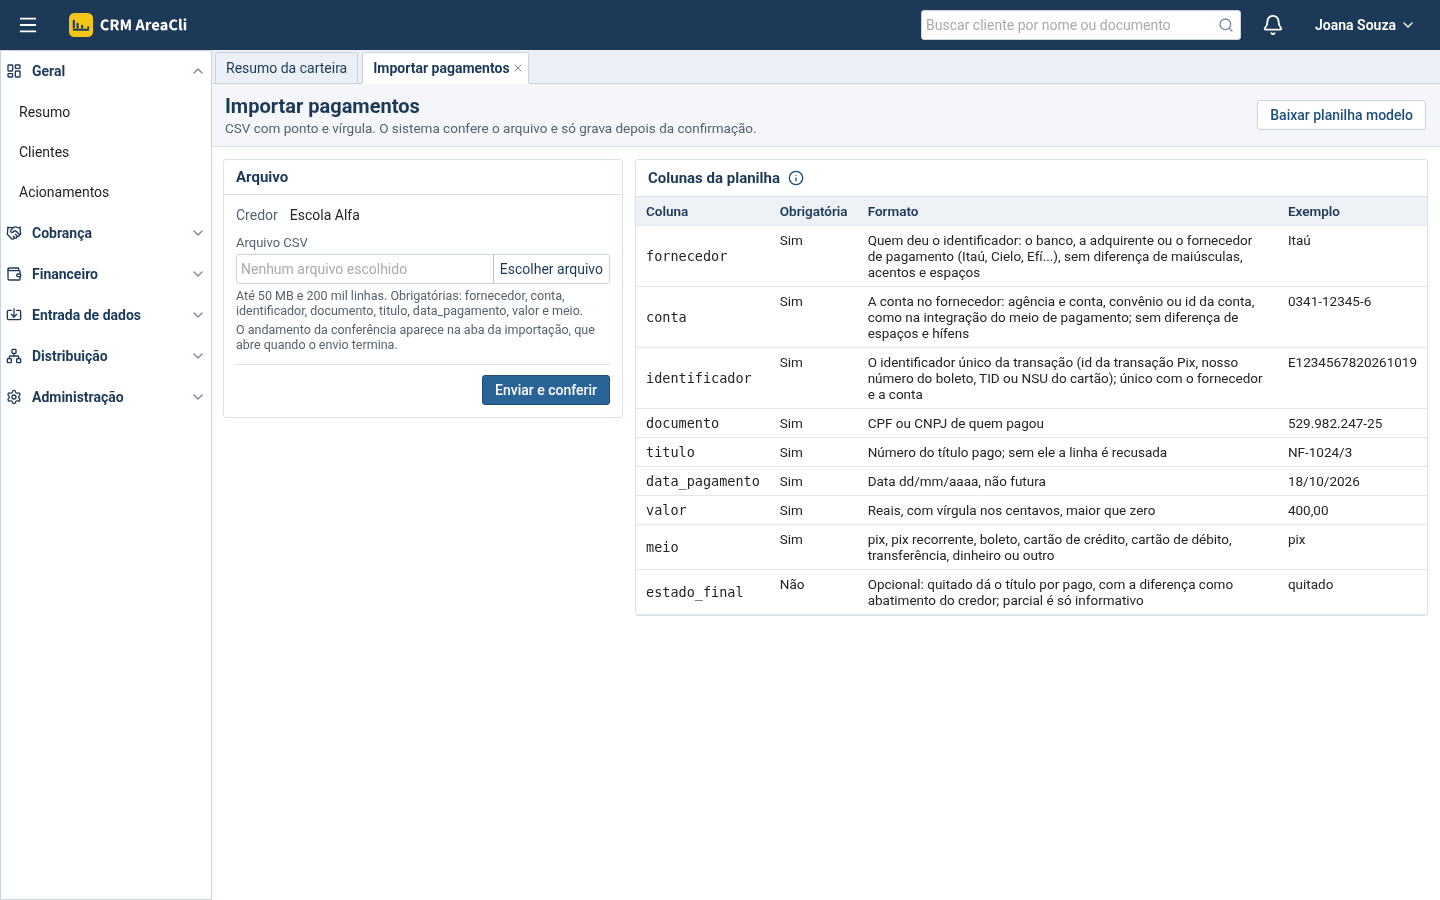 CRM AreaCli
Buscar cliente por nome ou documento
Joana Souza
Geral
Resumo
Clientes
Acionamentos
Cobrança
Financeiro
Entrada de dados
Distribuição
Administração
Resumo da carteira
Importar pagamentos
Importar pagamentos
CSV com ponto e vírgula. O sistema confere o arquivo e só grava depois da confirmação.
Baixar planilha modelo
Arquivo
Credor Escola Alfa
Arquivo CSV
Nenhum arquivo escolhido
Escolher arquivo
Até 50 MB e 200 mil linhas. Obrigatórias: fornecedor, conta,
identificador, documento, titulo, data_pagamento, valor e meio.
O andamento da conferência aparece na aba da importação, que
abre quando o envio termina.
Enviar e conferir
Colunas da planilha
Coluna Obrigatória Formato Exemplo
fornecedor Sim Quem deu o identificador: o banco, a adquirente ou o fornecedor Itaú
de pagamento (Itaú, Cielo, Efí...), sem diferença de maiúsculas,
acentos e espaços
conta Sim A conta no fornecedor: agência e conta, convênio ou id da conta, 0341-12345-6
como na integração do meio de pagamento; sem diferença de
espaços e hífens
identificador Sim O identificador único da transação (id da transação Pix, nosso E1234567820261019
número do boleto, TID ou NSU do cartão); único com o fornecedor
e a conta
documento Sim CPF ou CNPJ de quem pagou 529.982.247-25
titulo Sim Número do título pago; sem ele a linha é recusada NF-1024/3
data_pagamento Sim Data dd/mm/aaaa, não futura 18/10/2026
valor Sim Reais, com vírgula nos centavos, maior que zero 400,00
meio Sim pix, pix recorrente, boleto, cartão de crédito, cartão de débito, pix
transferência, dinheiro ou outro
estado_final Não Opcional: quitado dá o título por pago, com a diferença como quitado
abatimento do credor; parcial é só informativo